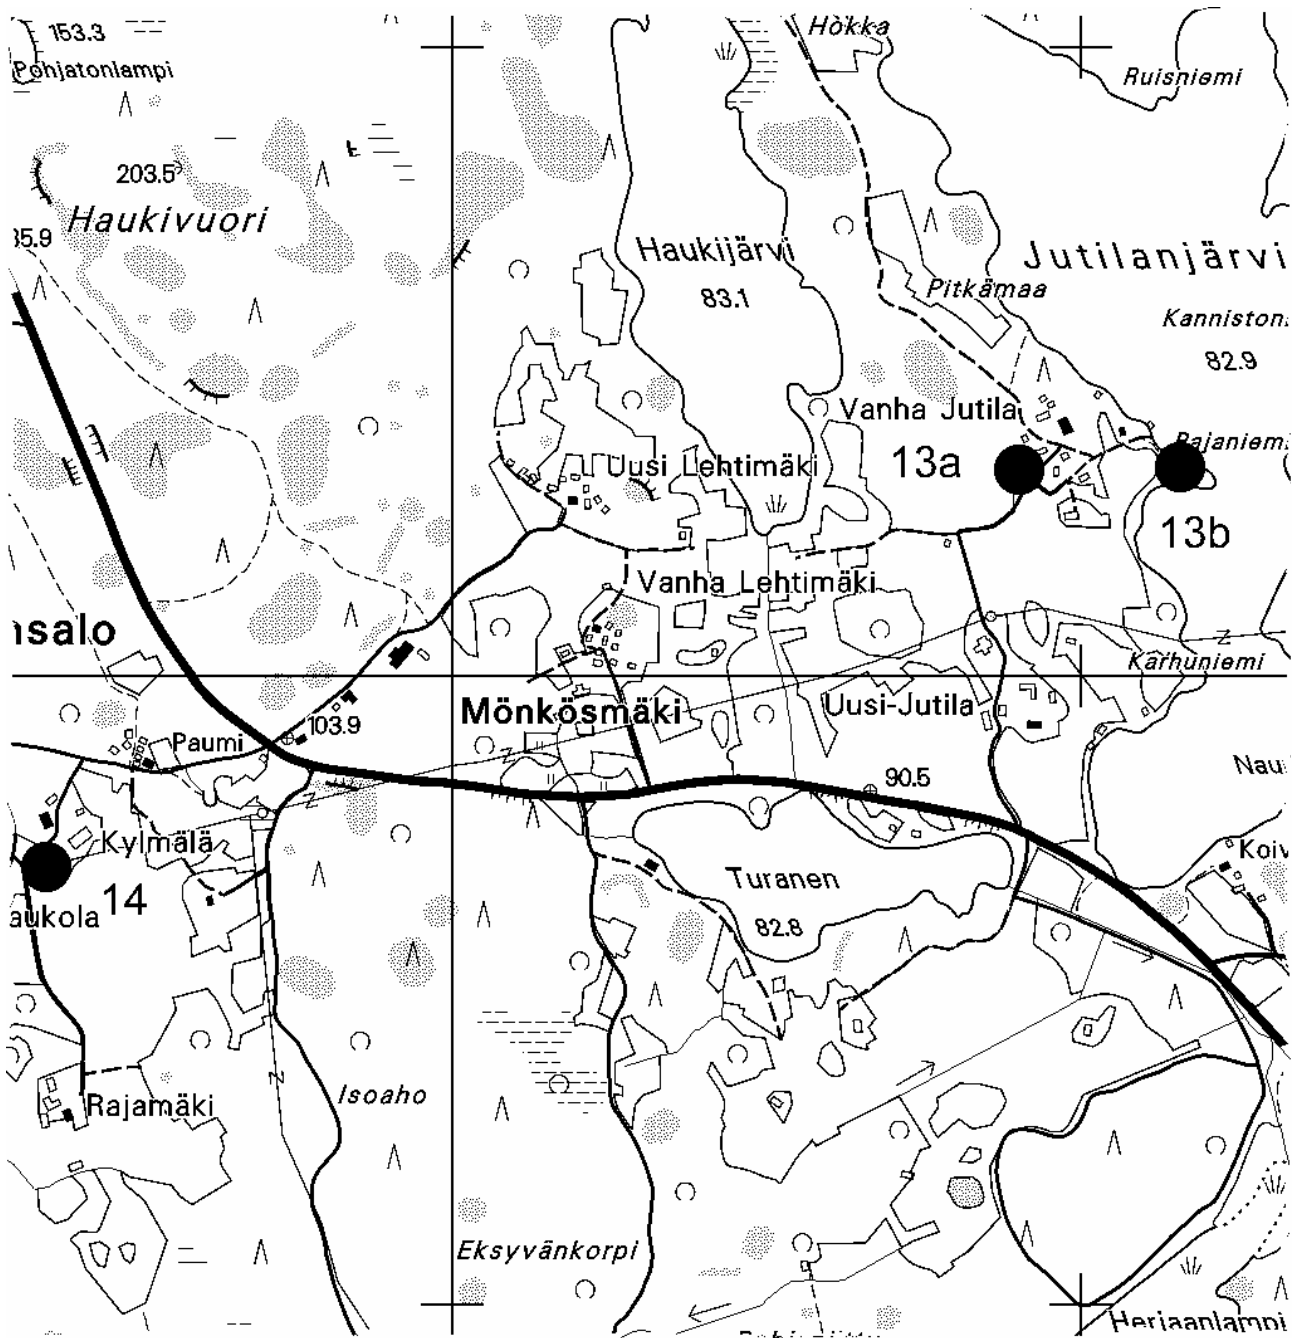 153.3
Hökka
Pohjatonlampi
Ruisniemi
203.5
Haukivuori
35.9
Haukijärvi
Jutilanjärvi
83.1
Pitkämaa
Kanniston
82.9
Vanha Jutila
13a
Uusi Lehtimäki
Rajaniemi
13b
Vanha Lehtimäki
nsalo
Karhuniemi
Mönkösmäki
Uusi-Jutila
103.9
Paumi
90.5
Nau
Kylmälä
Koiv
Turanen
14
aukola
82.8
Isoaho
Rajamäki
Eksyvänkorpi
Herjaanlampi